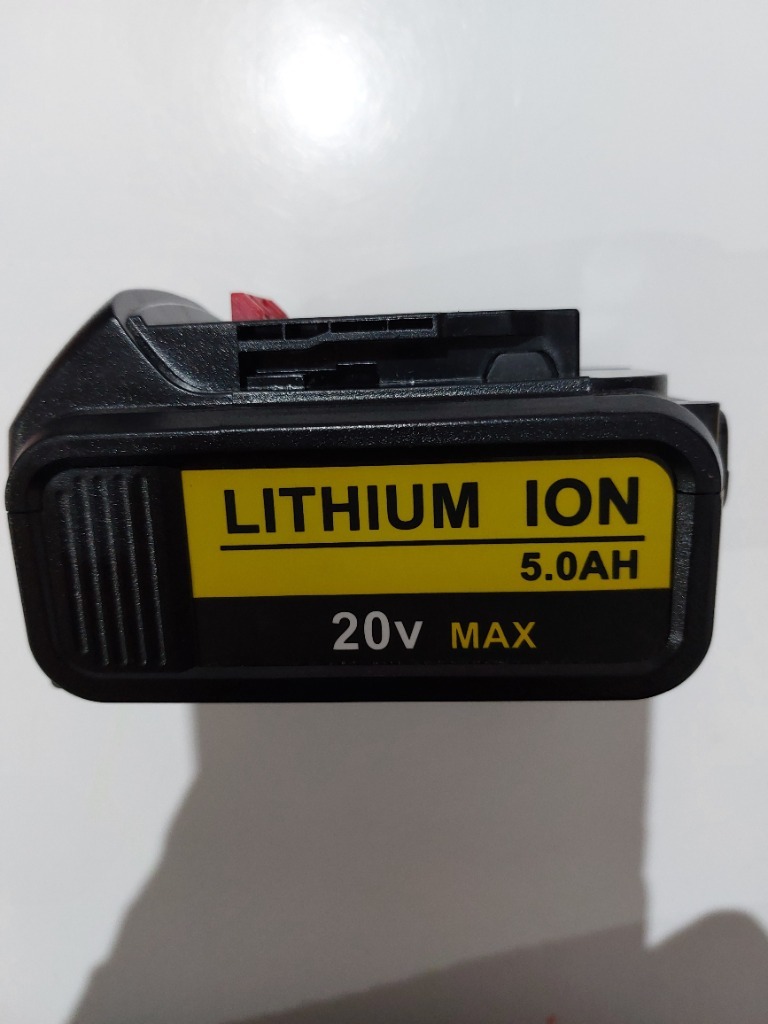 LITHIUM ION
5.0AH
20V MAX